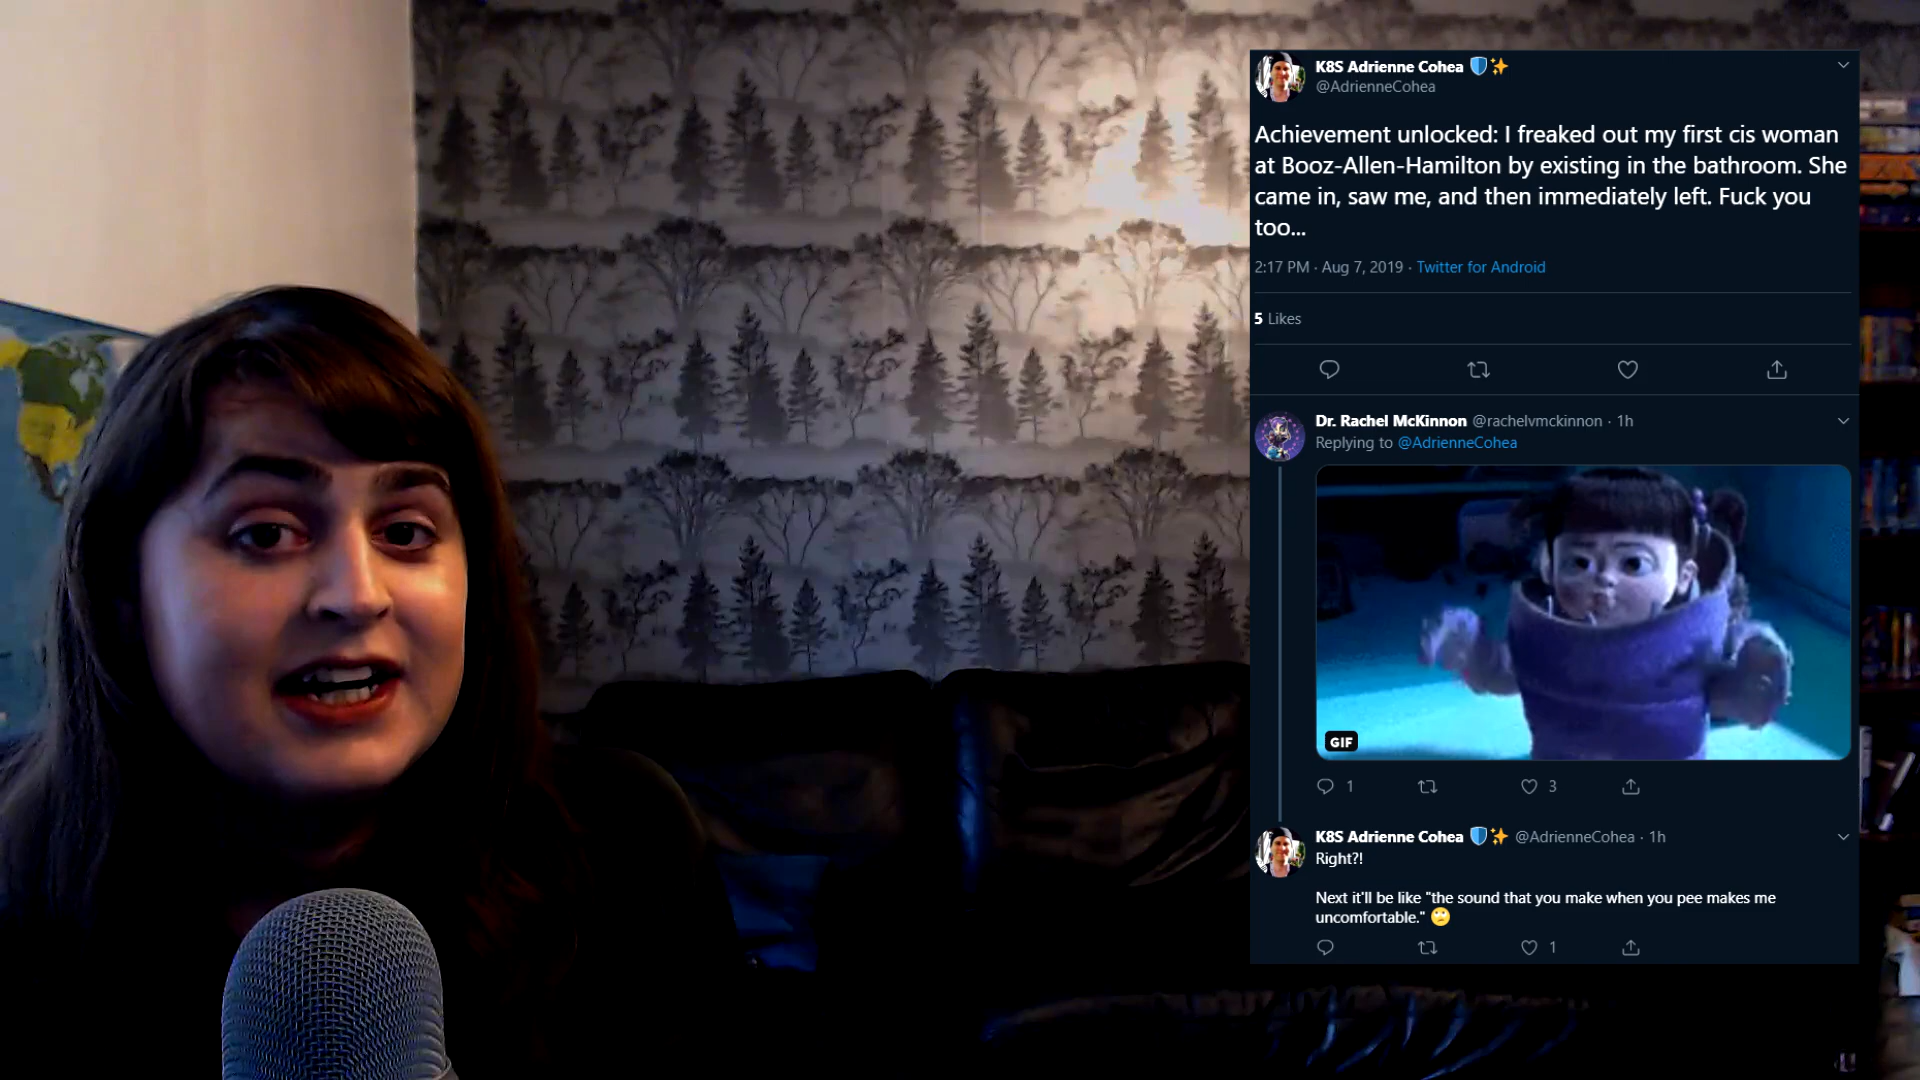 K8S Adrienne Cohea 🛡️✨
@AdrienneCohea
Achievement unlocked: I freaked out my first cis woman
at Booz-Allen-Hamilton by existing in the bathroom. She
came in, saw me, and then immediately left. Fuck you
too...
2:17 PM · Aug 7, 2019 · Twitter for Android
5 Likes
Dr. Rachel McKinnon @rachelvmckinnon · 1h
Replying to @AdrienneCohea
GIF
1 3
K8S Adrienne Cohea 🛡️✨ @AdrienneCohea · 1h
Right?!
Next it'll be like "the sound that you make when you pee makes me
uncomfortable." 🙄
1